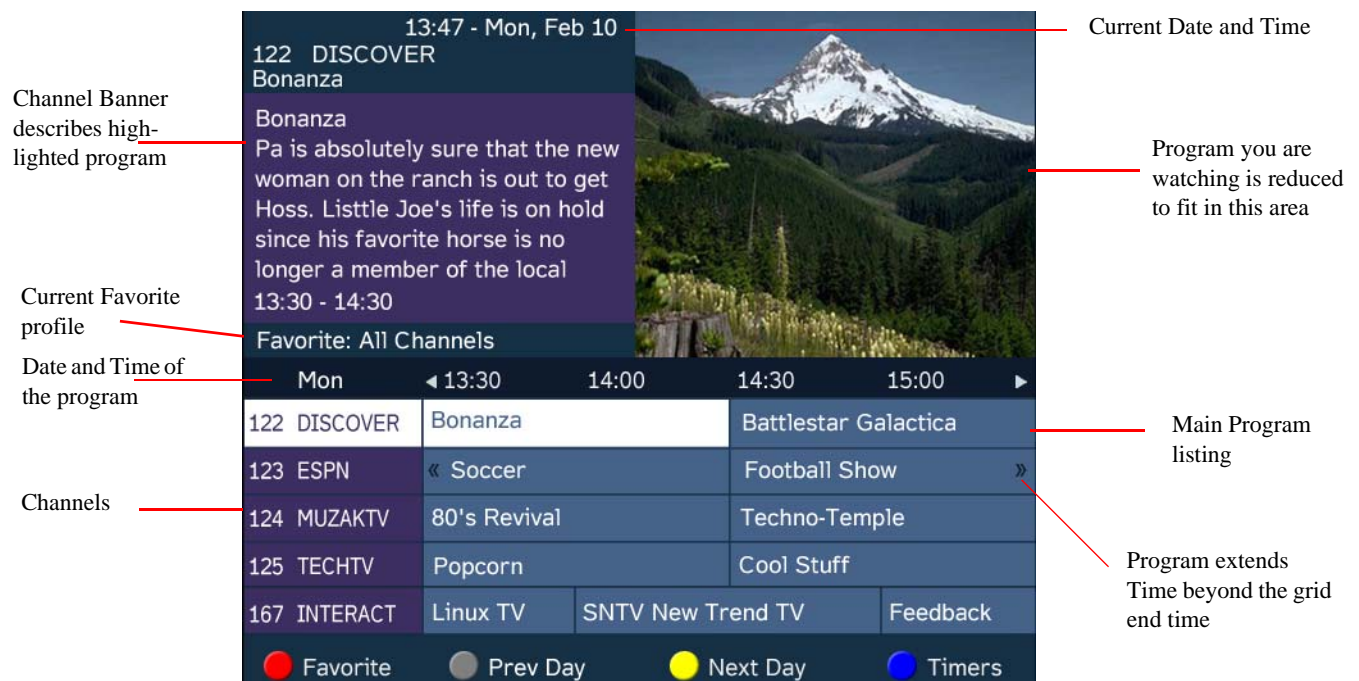 13:47 - Mon, Feb 10
122 DISCOVER
Bonanza
Bonanza
Pa is absolutely sure that the new
woman on the ranch is out to get
Hoss. Listtle Joe's life is on hold
since his favorite horse is no
longer a member of the local
13:30 - 14:30
Favorite: All Channels
Mon ◀ 13:30 14:00 14:30 15:00 ▶
122 DISCOVER Bonanza Battlestar Galactica
123 ESPN « Soccer Football Show »
124 MUZAKTV 80's Revival Techno-Temple
125 TECHTV Popcorn Cool Stuff
167 INTERACT Linux TV SNTV New Trend TV Feedback
Favorite Prev Day Next Day Timers
Channel Banner
describes high-
lighted program
Current Favorite
profile
Date and Time of
the program
Channels
Current Date and Time
Program you are
watching is reduced
to fit in this area
Main Program
listing
Program extends
Time beyond the grid
end time